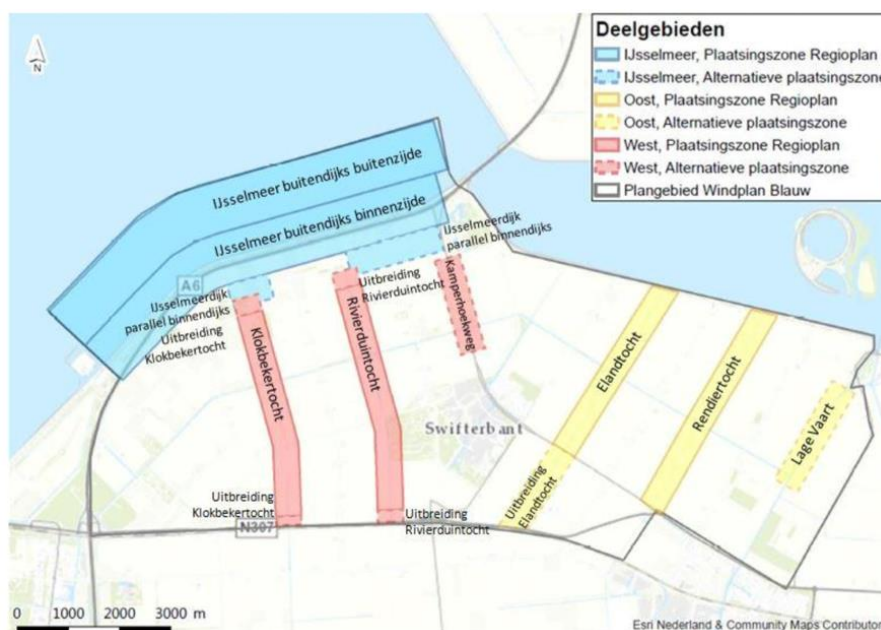 Deelgebieden
IJsselmeer, Plaatsingszone Regioplan
IJsselmeer, Alternatieve plaatsingszone
Oost, Plaatsingszone Regioplan
Oost, Alternatieve plaatsingszone
West, Plaatsingszone Regioplan
West, Alternatieve plaatsingszone
Plangebied Windplan Blauw
N
IJsselmeer buitendijks buitenzijde
IJsselmeer buitendijks binnenzijde
IJsselmeerdijk
parallel binnendijks
A6
IJsselmeerdijk
parallel binnendijks
Uitbreiding
Klokbekertocht
Uitbreiding
Rivierduintocht
Kamperhoekweg
Klokbekertocht
Rivierduintocht
Elandtocht
Rendiertocht
Lage Vaart
Swifterbant
Uitbreiding
Elandtocht
Uitbreiding
Klokbekertocht
N307
Uitbreiding
Rivierduintocht
0 1000 2000 3000 m
Esri Nederland & Community Maps Contributor